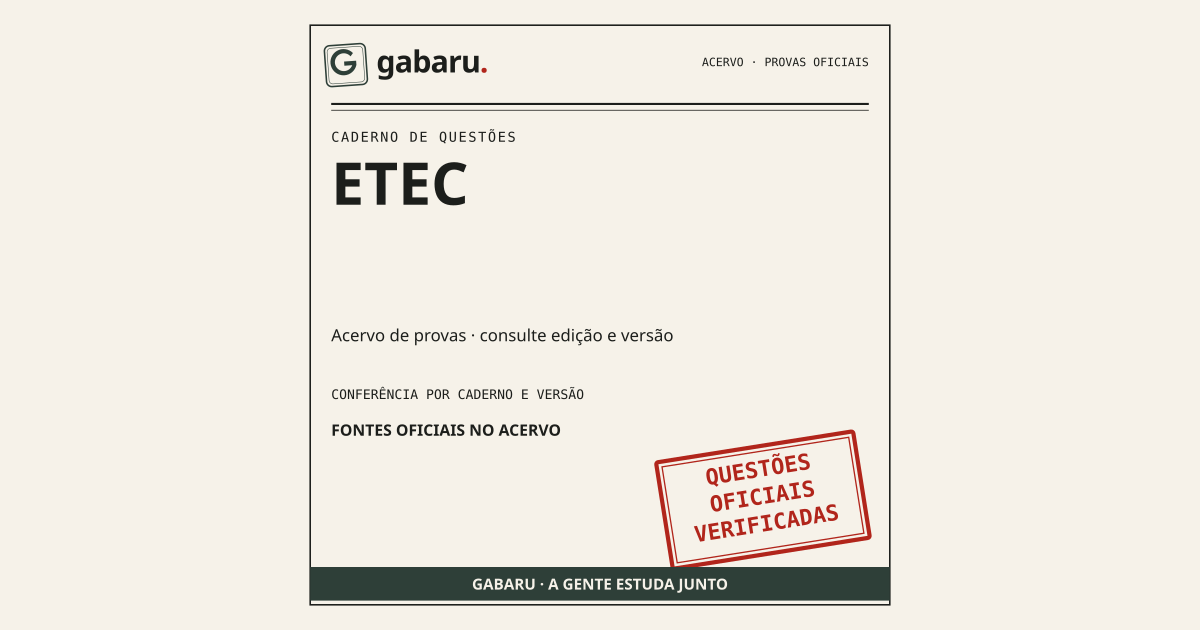 G gabaru.
ACERVO · PROVAS OFICIAIS
CADERNO DE QUESTÕES
ETEC
Acervo de provas · consulte edição e versão
CONFERÊNCIA POR CADERNO E VERSÃO
FONTES OFICIAIS NO ACERVO
QUESTÕES
OFICIAIS
VERIFICADAS
GABARU · A GENTE ESTUDA JUNTO